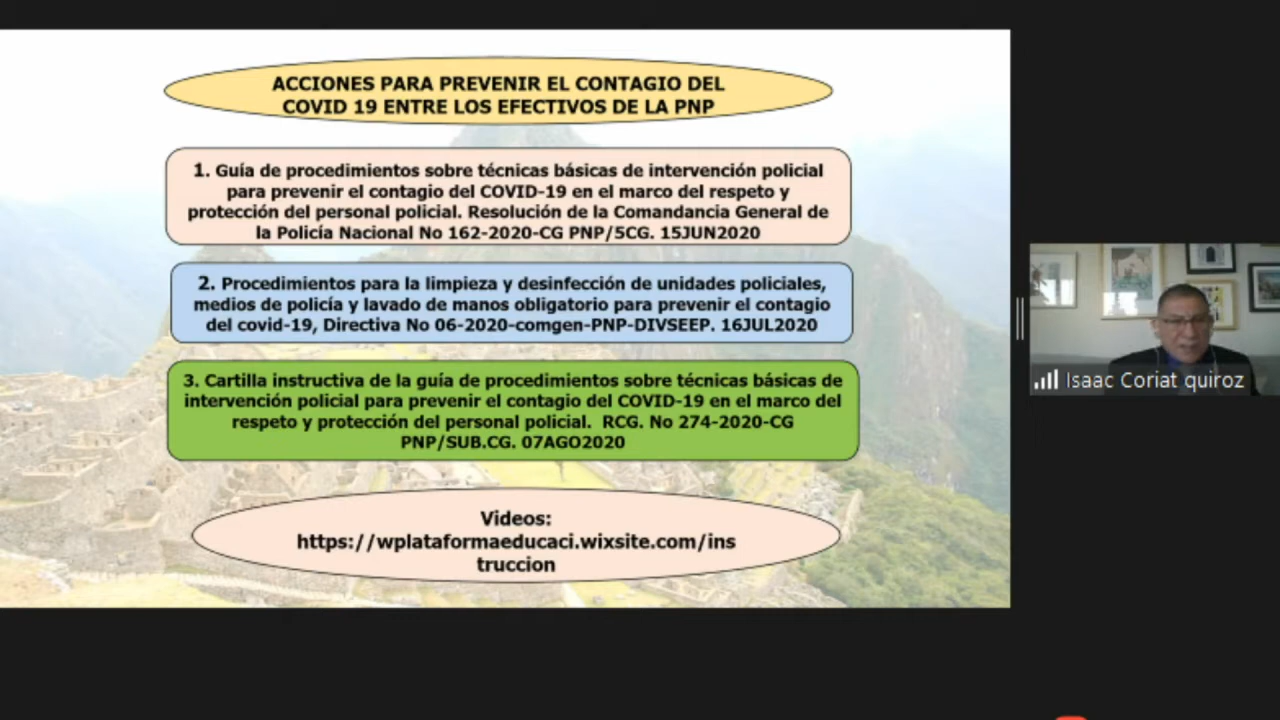 ACCIONES PARA PREVENIR EL CONTAGIO DEL
COVID 19 ENTRE LOS EFECTIVOS DE LA PNP
1. Guía de procedimientos sobre técnicas básicas de intervención policial
para prevenir el contagio del COVID-19 en el marco del respeto y
protección del personal policial. Resolución de la Comandancia General de
la Policía Nacional No 162-2020-CG PNP/5CG. 15JUN2020
2. Procedimientos para la limpieza y desinfección de unidades policiales,
medios de policía y lavado de manos obligatorio para prevenir el contagio
del covid-19, Directiva No 06-2020-comgen-PNP-DIVSEEP. 16JUL2020
3. Cartilla instructiva de la guía de procedimientos sobre técnicas básicas de
intervención policial para prevenir el contagio del COVID-19 en el marco del
respeto y protección del personal policial. RCG. No 274-2020-CG
PNP/SUB.CG. 07AGO2020
Videos:
https://wplataformaeducaci.wixsite.com/ins
truccion
Isaac Coriat quiroz